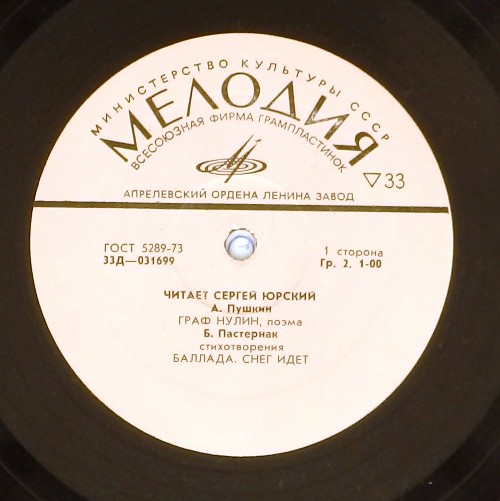 МИНИСТЕРСТВО КУЛЬТУРЫ СССР
МЕЛОДИЯ
ВСЕСОЮЗНАЯ ФИРМА ГРАМПЛАСТИНОК
▽33
АПРЕЛЕВСКИЙ ОРДЕНА ЛЕНИНА ЗАВОД
ГОСТ 5289-73
33Д—031699
1 сторона
Гр. 2. 1-00
ЧИТАЕТ СЕРГЕЙ ЮРСКИЙ
А. Пушкин
ГРАФ НУЛИН, поэма
Б. Пастернак
стихотворения
БАЛЛАДА. СНЕГ ИДЕТ